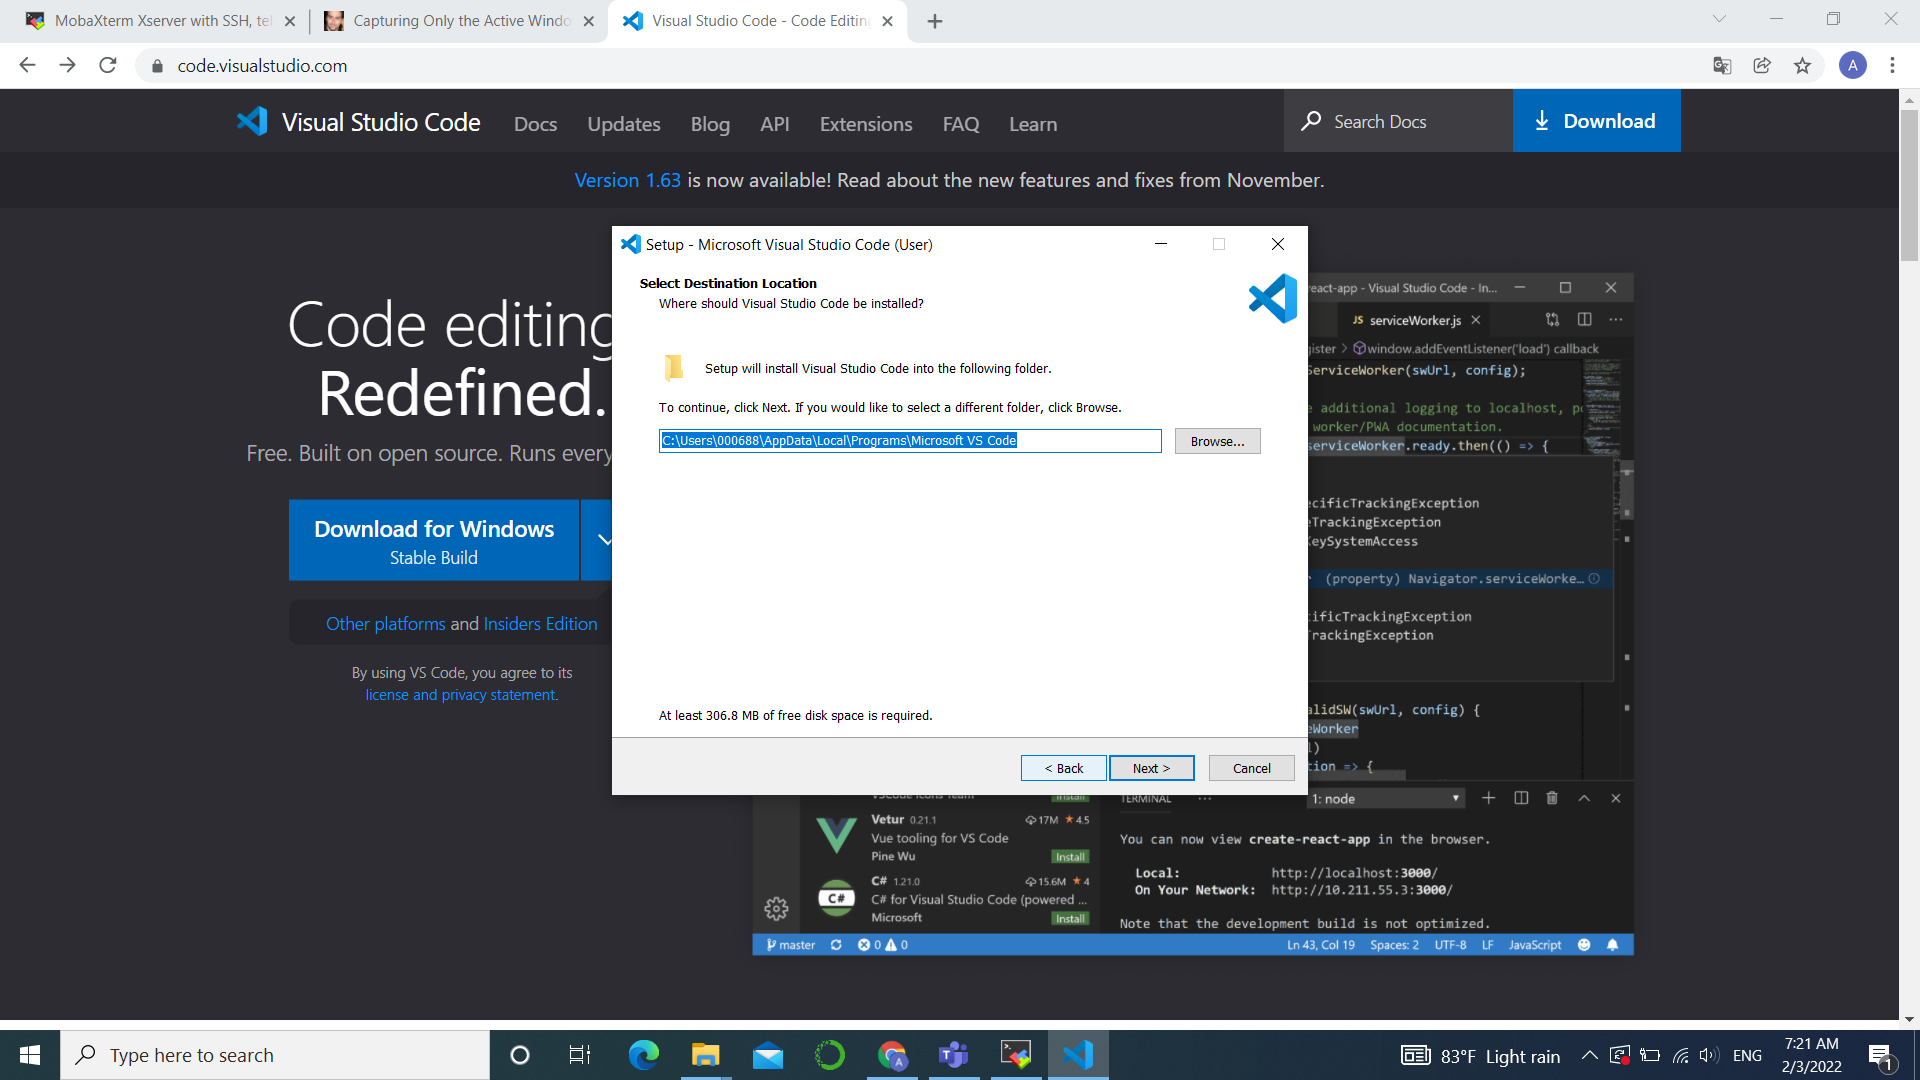 MobaXterm Xserver with SSH, tel
Capturing Only the Active Windo
Visual Studio Code - Code Editing
code.visualstudio.com
A
Visual Studio Code
Docs
Updates
Blog
API
Extensions
FAQ
Learn
Search Docs
Download
Version 1.63 is now available! Read about the new features and fixes from November.
Code editing
Redefined.
Free. Built on open source. Runs every
Download for Windows
Stable Build
Other platforms and Insiders Edition
By using VS Code, you agree to its
license and privacy statement.
Setup - Microsoft Visual Studio Code (User)
Select Destination Location
Where should Visual Studio Code be installed?
Setup will install Visual Studio Code into the following folder.
To continue, click Next. If you would like to select a different folder, click Browse.
C:\Users\000688\AppData\Local\Programs\Microsoft VS Code
Browse...
At least 306.8 MB of free disk space is required.
< Back
Next >
Cancel
eact-app - Visual Studio Code - In...
JS serviceWorker.js
gister > window.addEventListener('load') callback
ServiceWorker(swUrl, config);
e additional logging to localhost, p
worker/PWA documentation.
serviceWorker.ready.then(() => {
cificTrackingException
eTrackingException
KeySystemAccess
(property) Navigator.serviceWorke...
cificTrackingException
TrackingException
alidSW(swUrl, config) {
eWorker
l)
tion => {
VSCode Icons Team
Install
Vetur 0.21.1 17M 4.5
Vue tooling for VS Code
Pine Wu
Install
C# 1.21.0 15.6M 4
C#
C# for Visual Studio Code (powered ...
Microsoft
Install
TERMINAL ... 1: node
You can now view create-react-app in the browser.
Local: http://localhost:3000/
On Your Network: http://10.211.55.3:3000/
Note that the development build is not optimized.
master 0 0
Ln 43, Col 19 Spaces: 2 UTF-8 LF JavaScript
Type here to search
A
83°F Light rain
ENG
7:21 AM
2/3/2022
1